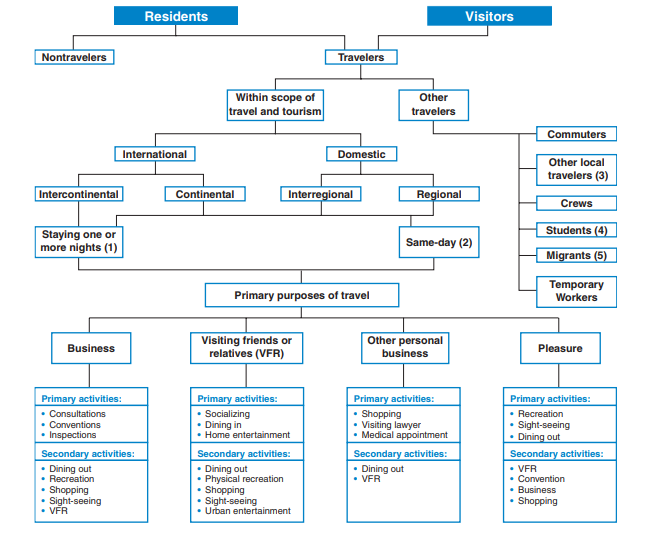 Residents
Visitors
Nontravelers
Travelers
Within scope of
travel and tourism
Other
travelers
Commuters
International
Domestic
Other local
travelers (3)
Intercontinental
Continental
Interregional
Regional
Crews
Staying one or
more nights (1)
Same-day (2)
Students (4)
Migrants (5)
Temporary
Workers
Primary purposes of travel
Business
Visiting friends or
relatives (VFR)
Other personal
business
Pleasure
Primary activities:
• Consultations
• Conventions
• Inspections
Secondary activities:
• Dining out
• Recreation
• Shopping
• Sight-seeing
• VFR
Primary activities:
• Socializing
• Dining in
• Home entertainment
Secondary activities:
• Dining out
• Physical recreation
• Shopping
• Sight-seeing
• Urban entertainment
Primary activities:
• Shopping
• Visiting lawyer
• Medical appointment
Secondary activities:
• Dining out
• VFR
Primary activities:
• Recreation
• Sight-seeing
• Dining out
Secondary activities:
• VFR
• Convention
• Business
• Shopping